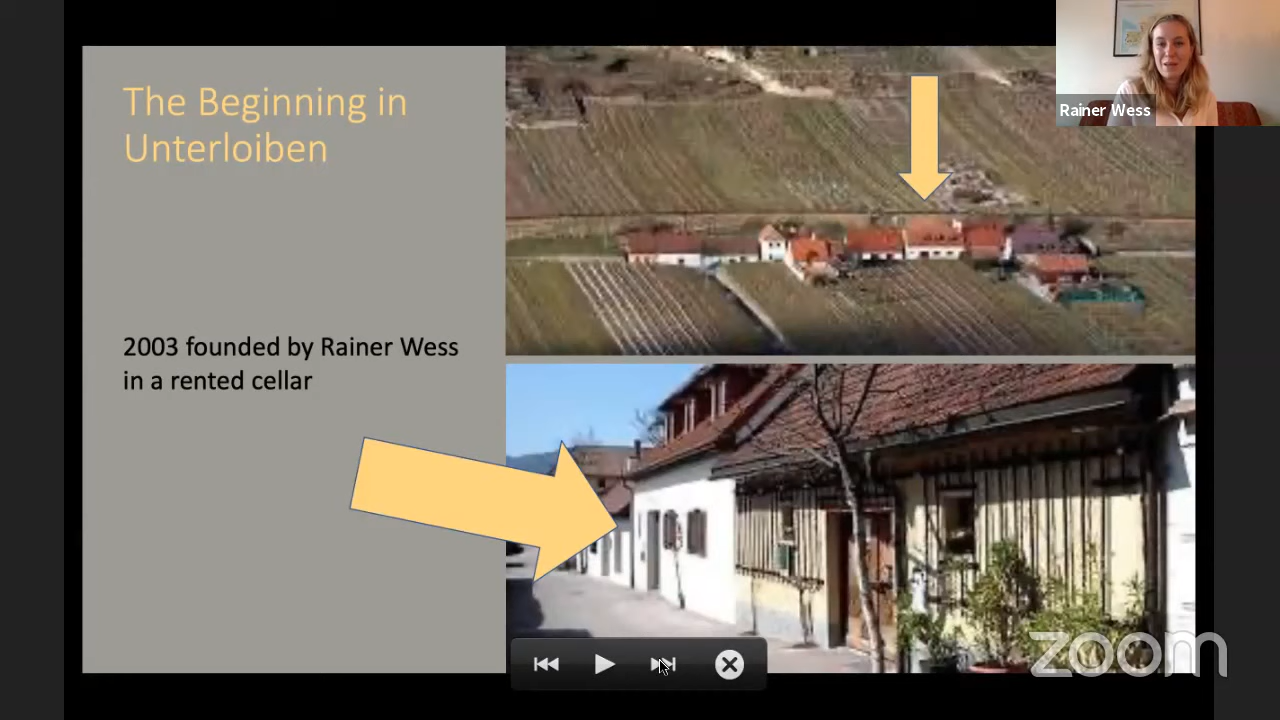 The Beginning in
Unterloiben
2003 founded by Rainer Wess
in a rented cellar
Rainer Wess
zoom